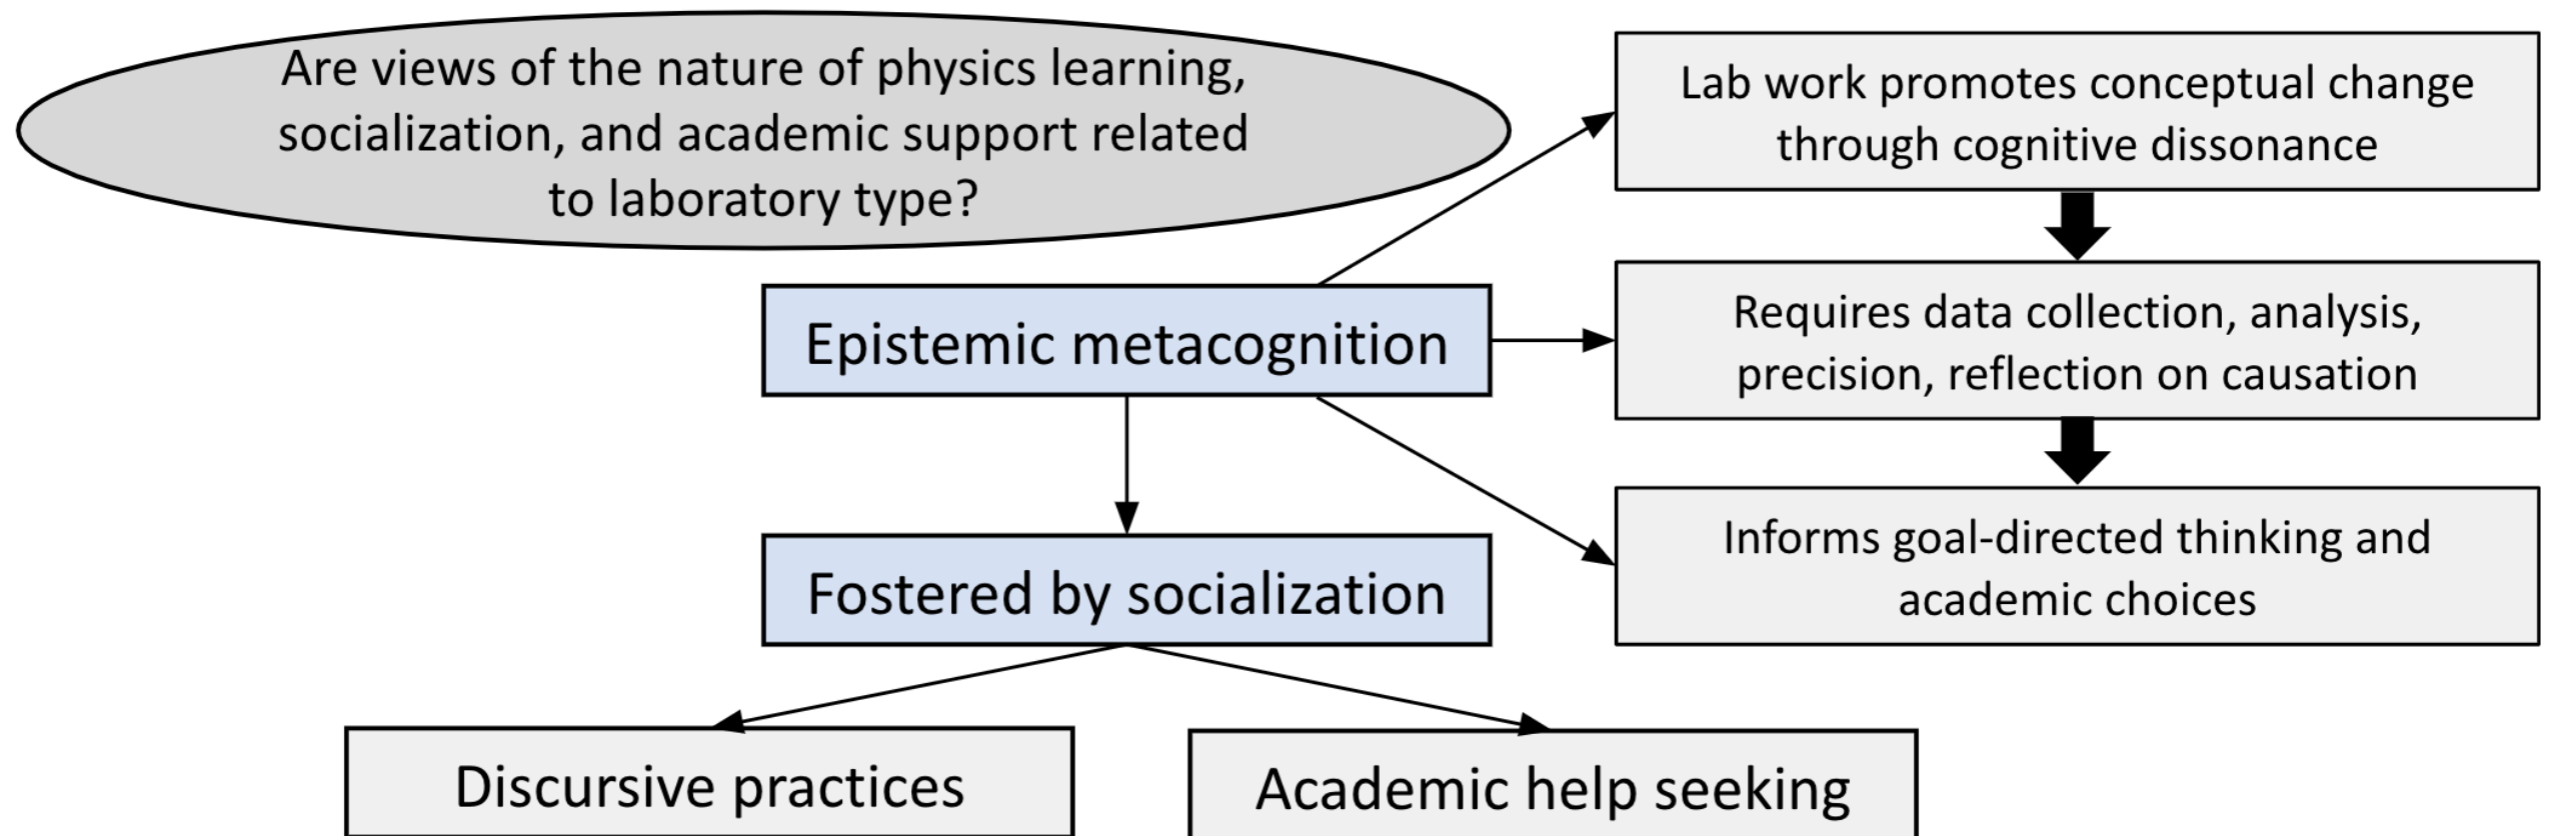 Are views of the nature of physics learning,
socialization, and academic support related
to laboratory type?
Lab work promotes conceptual change
through cognitive dissonance
Epistemic metacognition
Requires data collection, analysis,
precision, reflection on causation
Fostered by socialization
Informs goal-directed thinking and
academic choices
Discursive practices
Academic help seeking